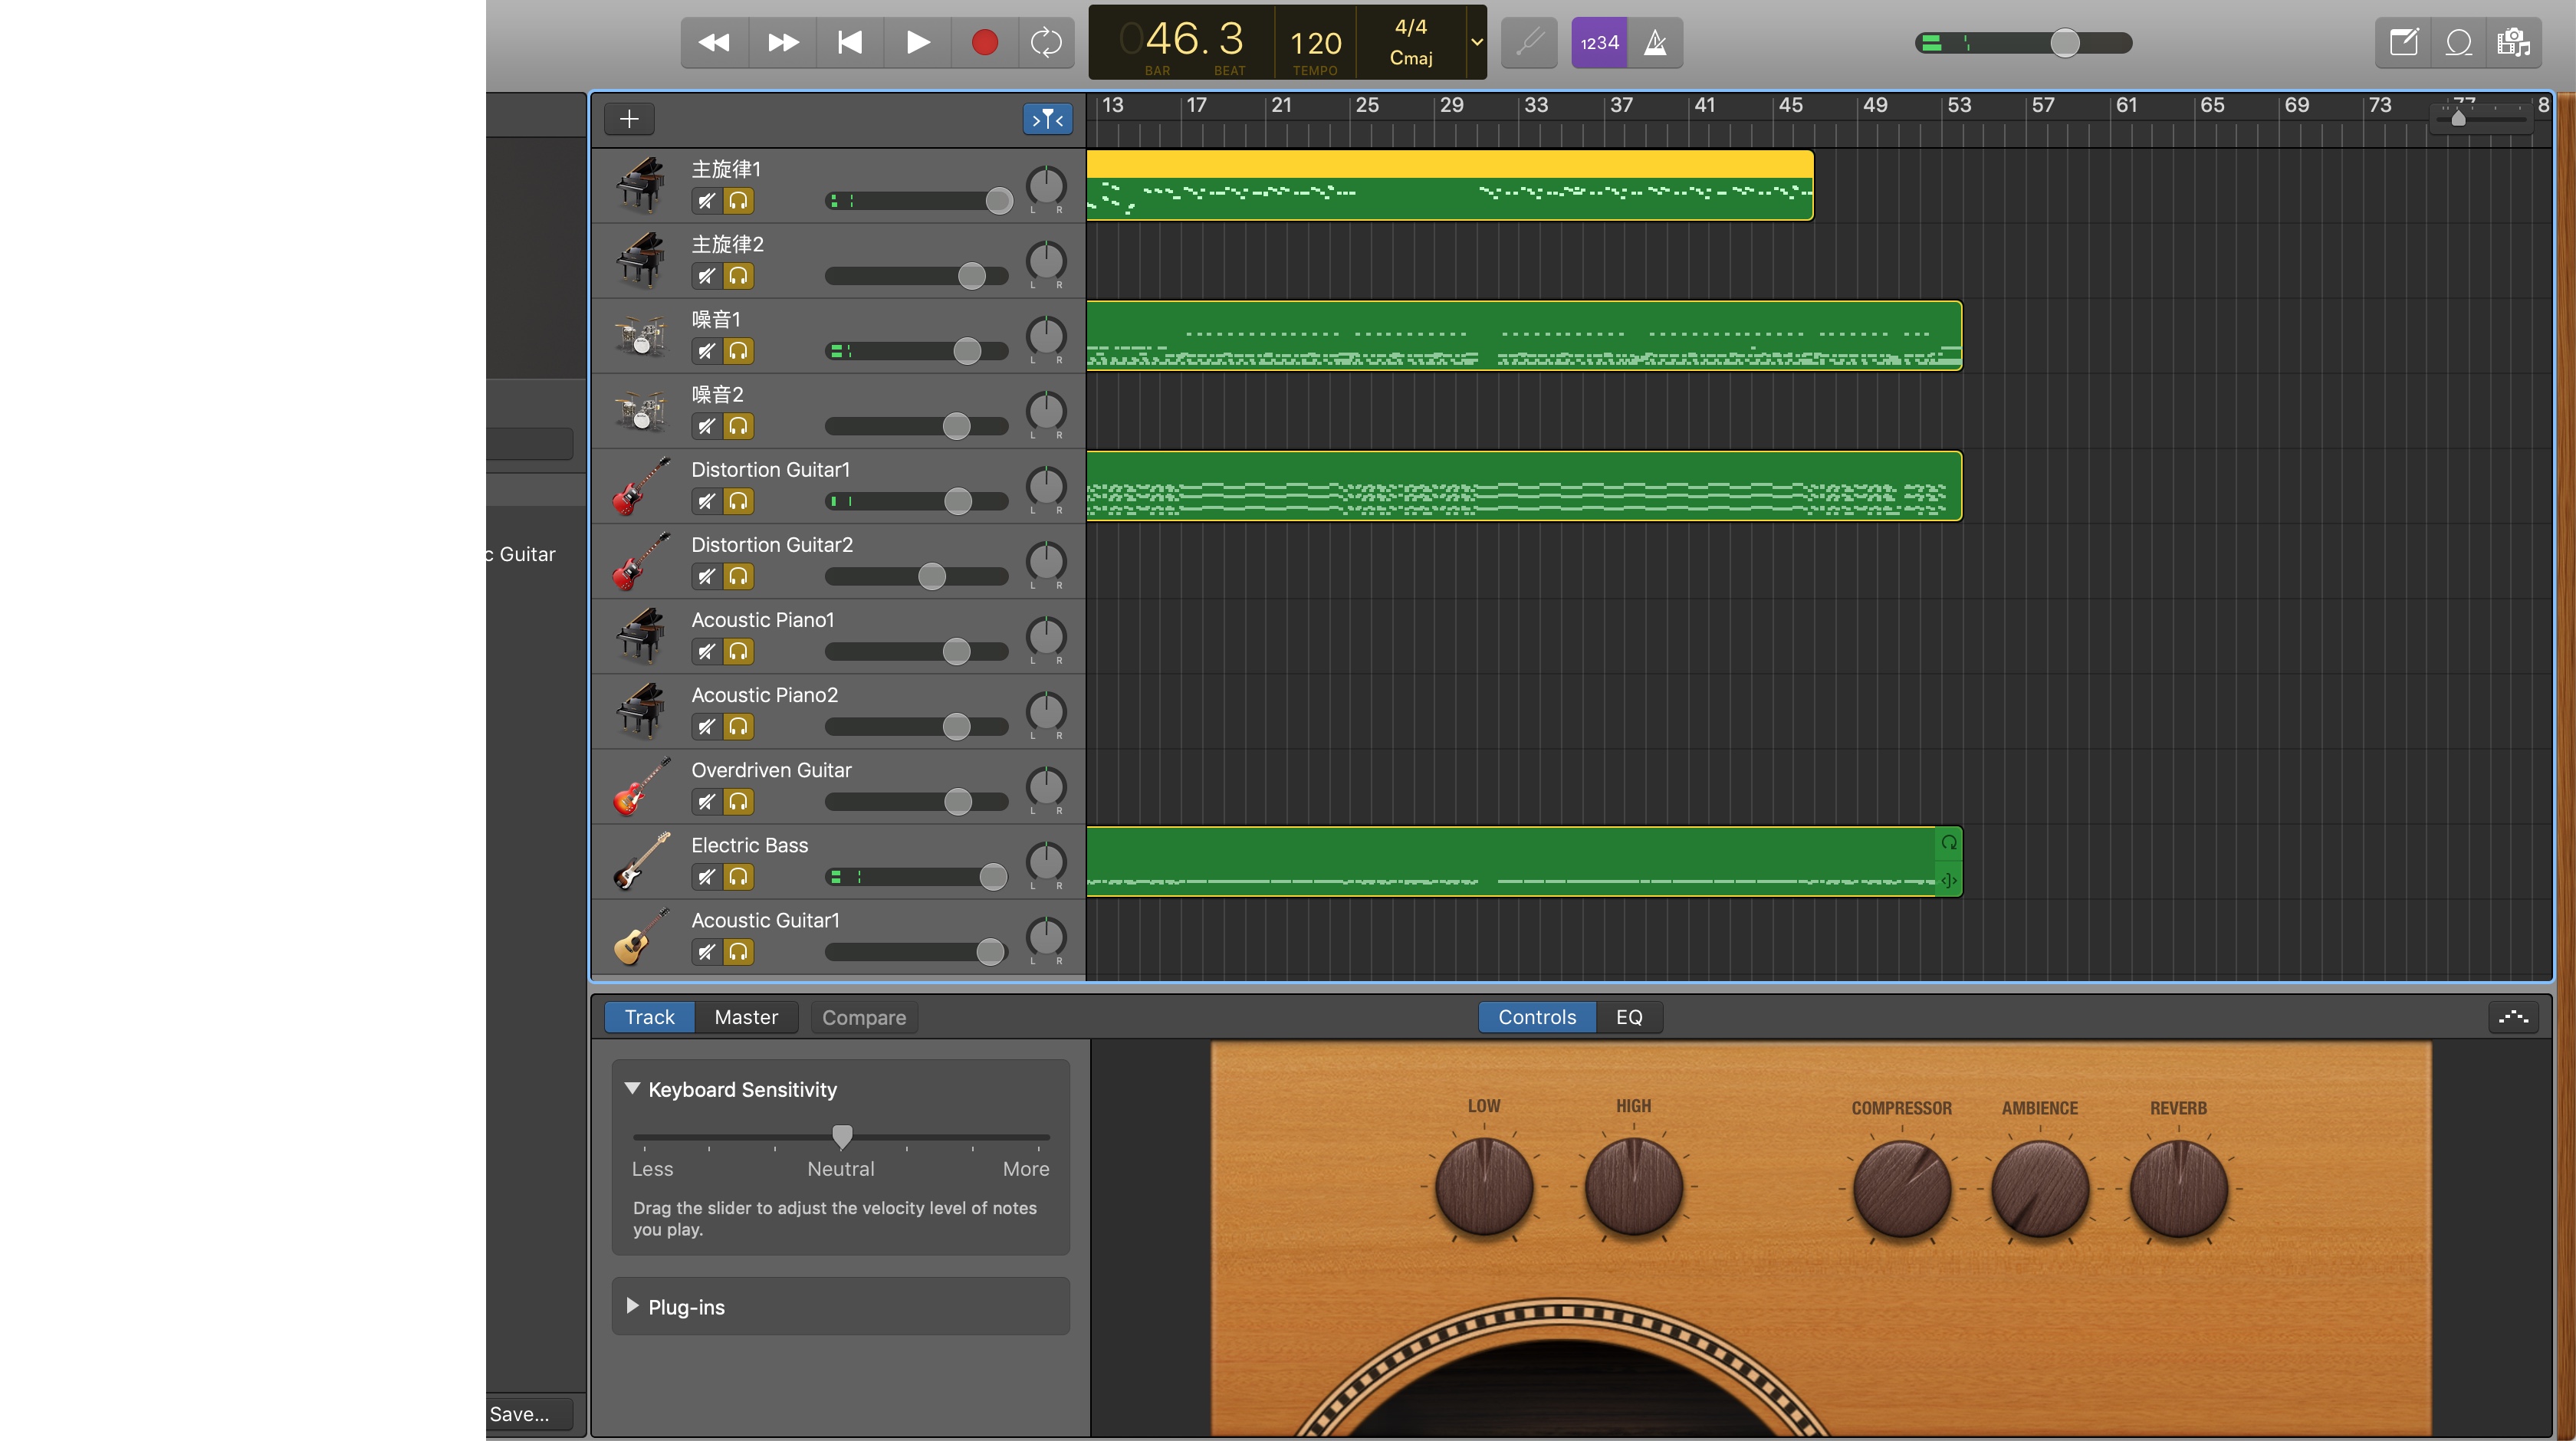 046.3
BAR BEAT
120
TEMPO
4/4
Cmaj
1234
13 17 21 25 29 33 37 41 45 49 53 57 61 65 69 73 77 8
主旋律1
L R
主旋律2
L R
噪音1
L R
噪音2
L R
Distortion Guitar1
L R
Distortion Guitar2
L R
Acoustic Piano1
L R
Acoustic Piano2
L R
Overdriven Guitar
L R
Electric Bass
L R
Acoustic Guitar1
L R
c Guitar
Save...
Track Master Compare
Controls EQ
Keyboard Sensitivity
Less Neutral More
Drag the slider to adjust the velocity level of notes
you play.
Plug-ins
LOW HIGH COMPRESSOR AMBIENCE REVERB